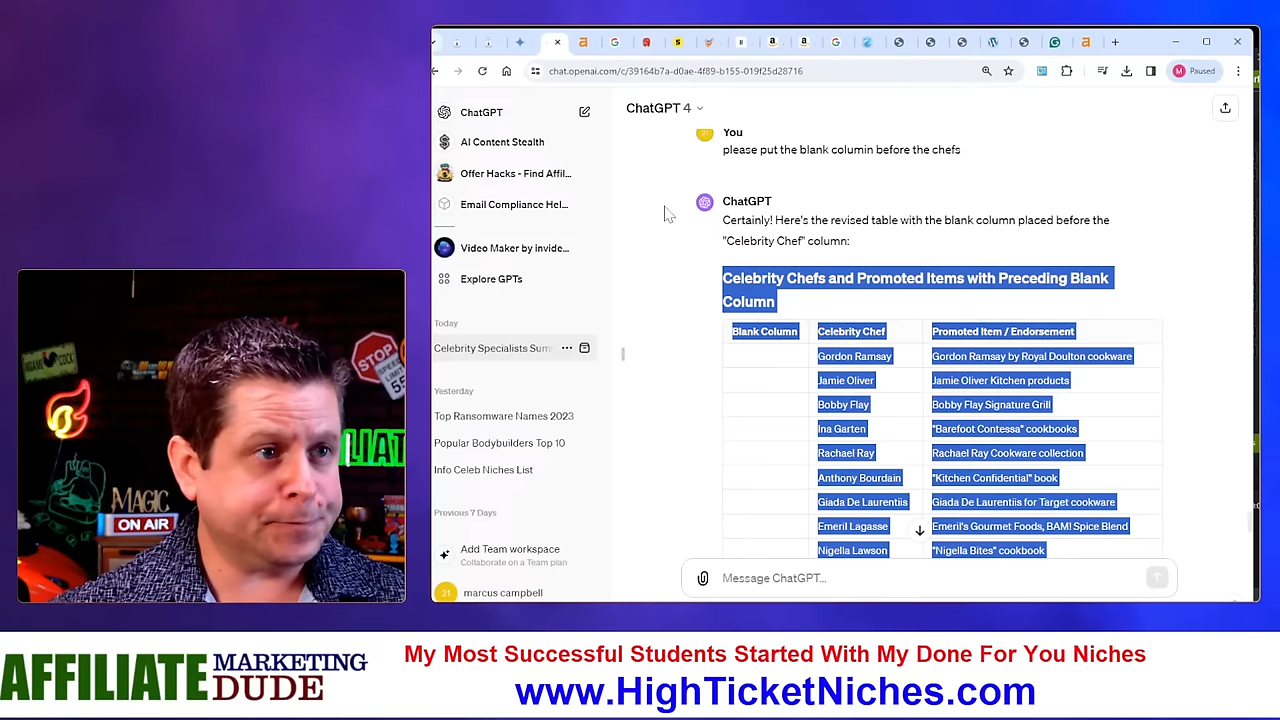 chat.openai.com/c/39164b7a-d0ae-4f89-b155-019f25d28716
Paused
ChatGPT
AI Content Stealth
Offer Hacks - Find Affil...
Email Compliance Hel...
Video Maker by invide...
Explore GPTs
Today
Celebrity Specialists Sum
Yesterday
Top Ransomware Names 2023
Popular Bodybuilders Top 10
Info Celeb Niches List
Previous 7 Days
Add Team workspace
Collaborate on a Team plan
21 marcus campbell
ChatGPT 4
You
please put the blank columin before the chefs
ChatGPT
Certainly! Here's the revised table with the blank column placed before the
"Celebrity Chef" column:
Celebrity Chefs and Promoted Items with Preceding Blank
Column
Blank Column Celebrity Chef Promoted Item / Endorsement
Gordon Ramsay Gordon Ramsay by Royal Doulton cookware
Jamie Oliver Jamie Oliver Kitchen products
Bobby Flay Bobby Flay Signature Grill
Ina Garten "Barefoot Contessa" cookbooks
Rachael Ray Rachael Ray Cookware collection
Anthony Bourdain "Kitchen Confidential" book
Giada De Laurentiis Giada De Laurentiis for Target cookware
Emeril Lagasse Emeril's Gourmet Foods, BAM! Spice Blend
Nigella Lawson "Nigella Bites" cookbook
Message ChatGPT...
STOP
MAGIC
ON AIR
AFFILIATE MARKETING DUDE
My Most Successful Students Started With My Done For You Niches
www.HighTicketNiches.com